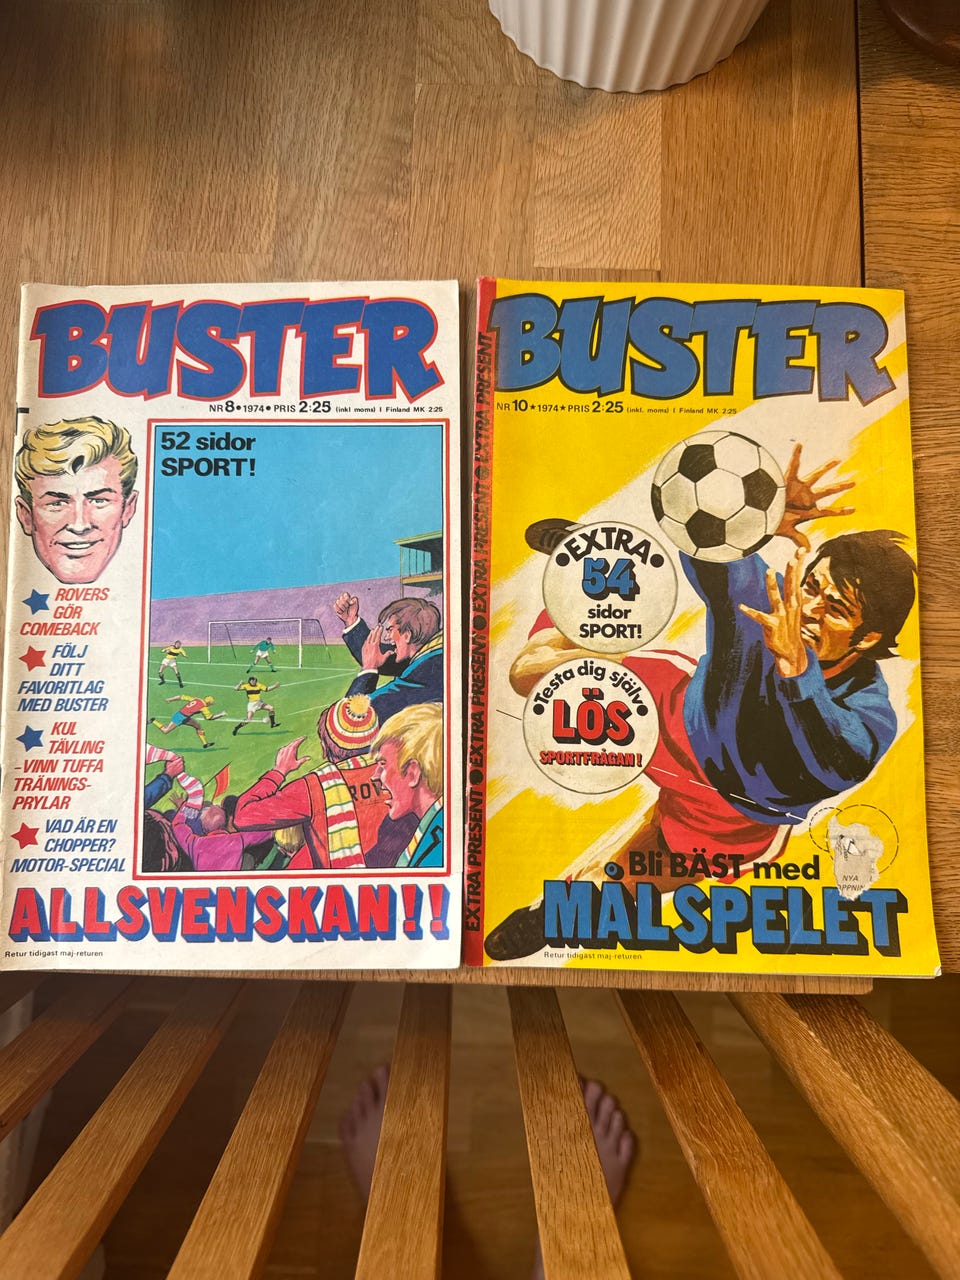 BUSTER
NR 8 • 1974 • PRIS 2:25 (inkl. moms) I Finland MK 2:25
52 sidor
SPORT!
ROVERS
GÖR
COMEBACK
FÖLJ
DITT
FAVORITLAG
MED BUSTER
KUL
TÄVLING
-VINN TUFFA
TRÄNINGS-
PRYLAR
VAD ÄR EN
CHOPPER?
MOTOR-SPECIAL
ROV
ALLSVENSKAN!!
Retur tidigast maj-returen
EXTRA PRESENT ● EXTRA PRESENT ● EXTRA PRESENT ● EXTRA PRESENT
BUSTER
NR 10 ★ 1974 ★ PRIS 2:25 (inkl. moms) I Finland MK 2:25
• EXTRA •
54
sidor
SPORT!
• Testa dig själv •
LÖS
SPORTFRÅGAN!
Bli BÄST med
MÅLSPELET
NYA
Retur tidigast maj-returen